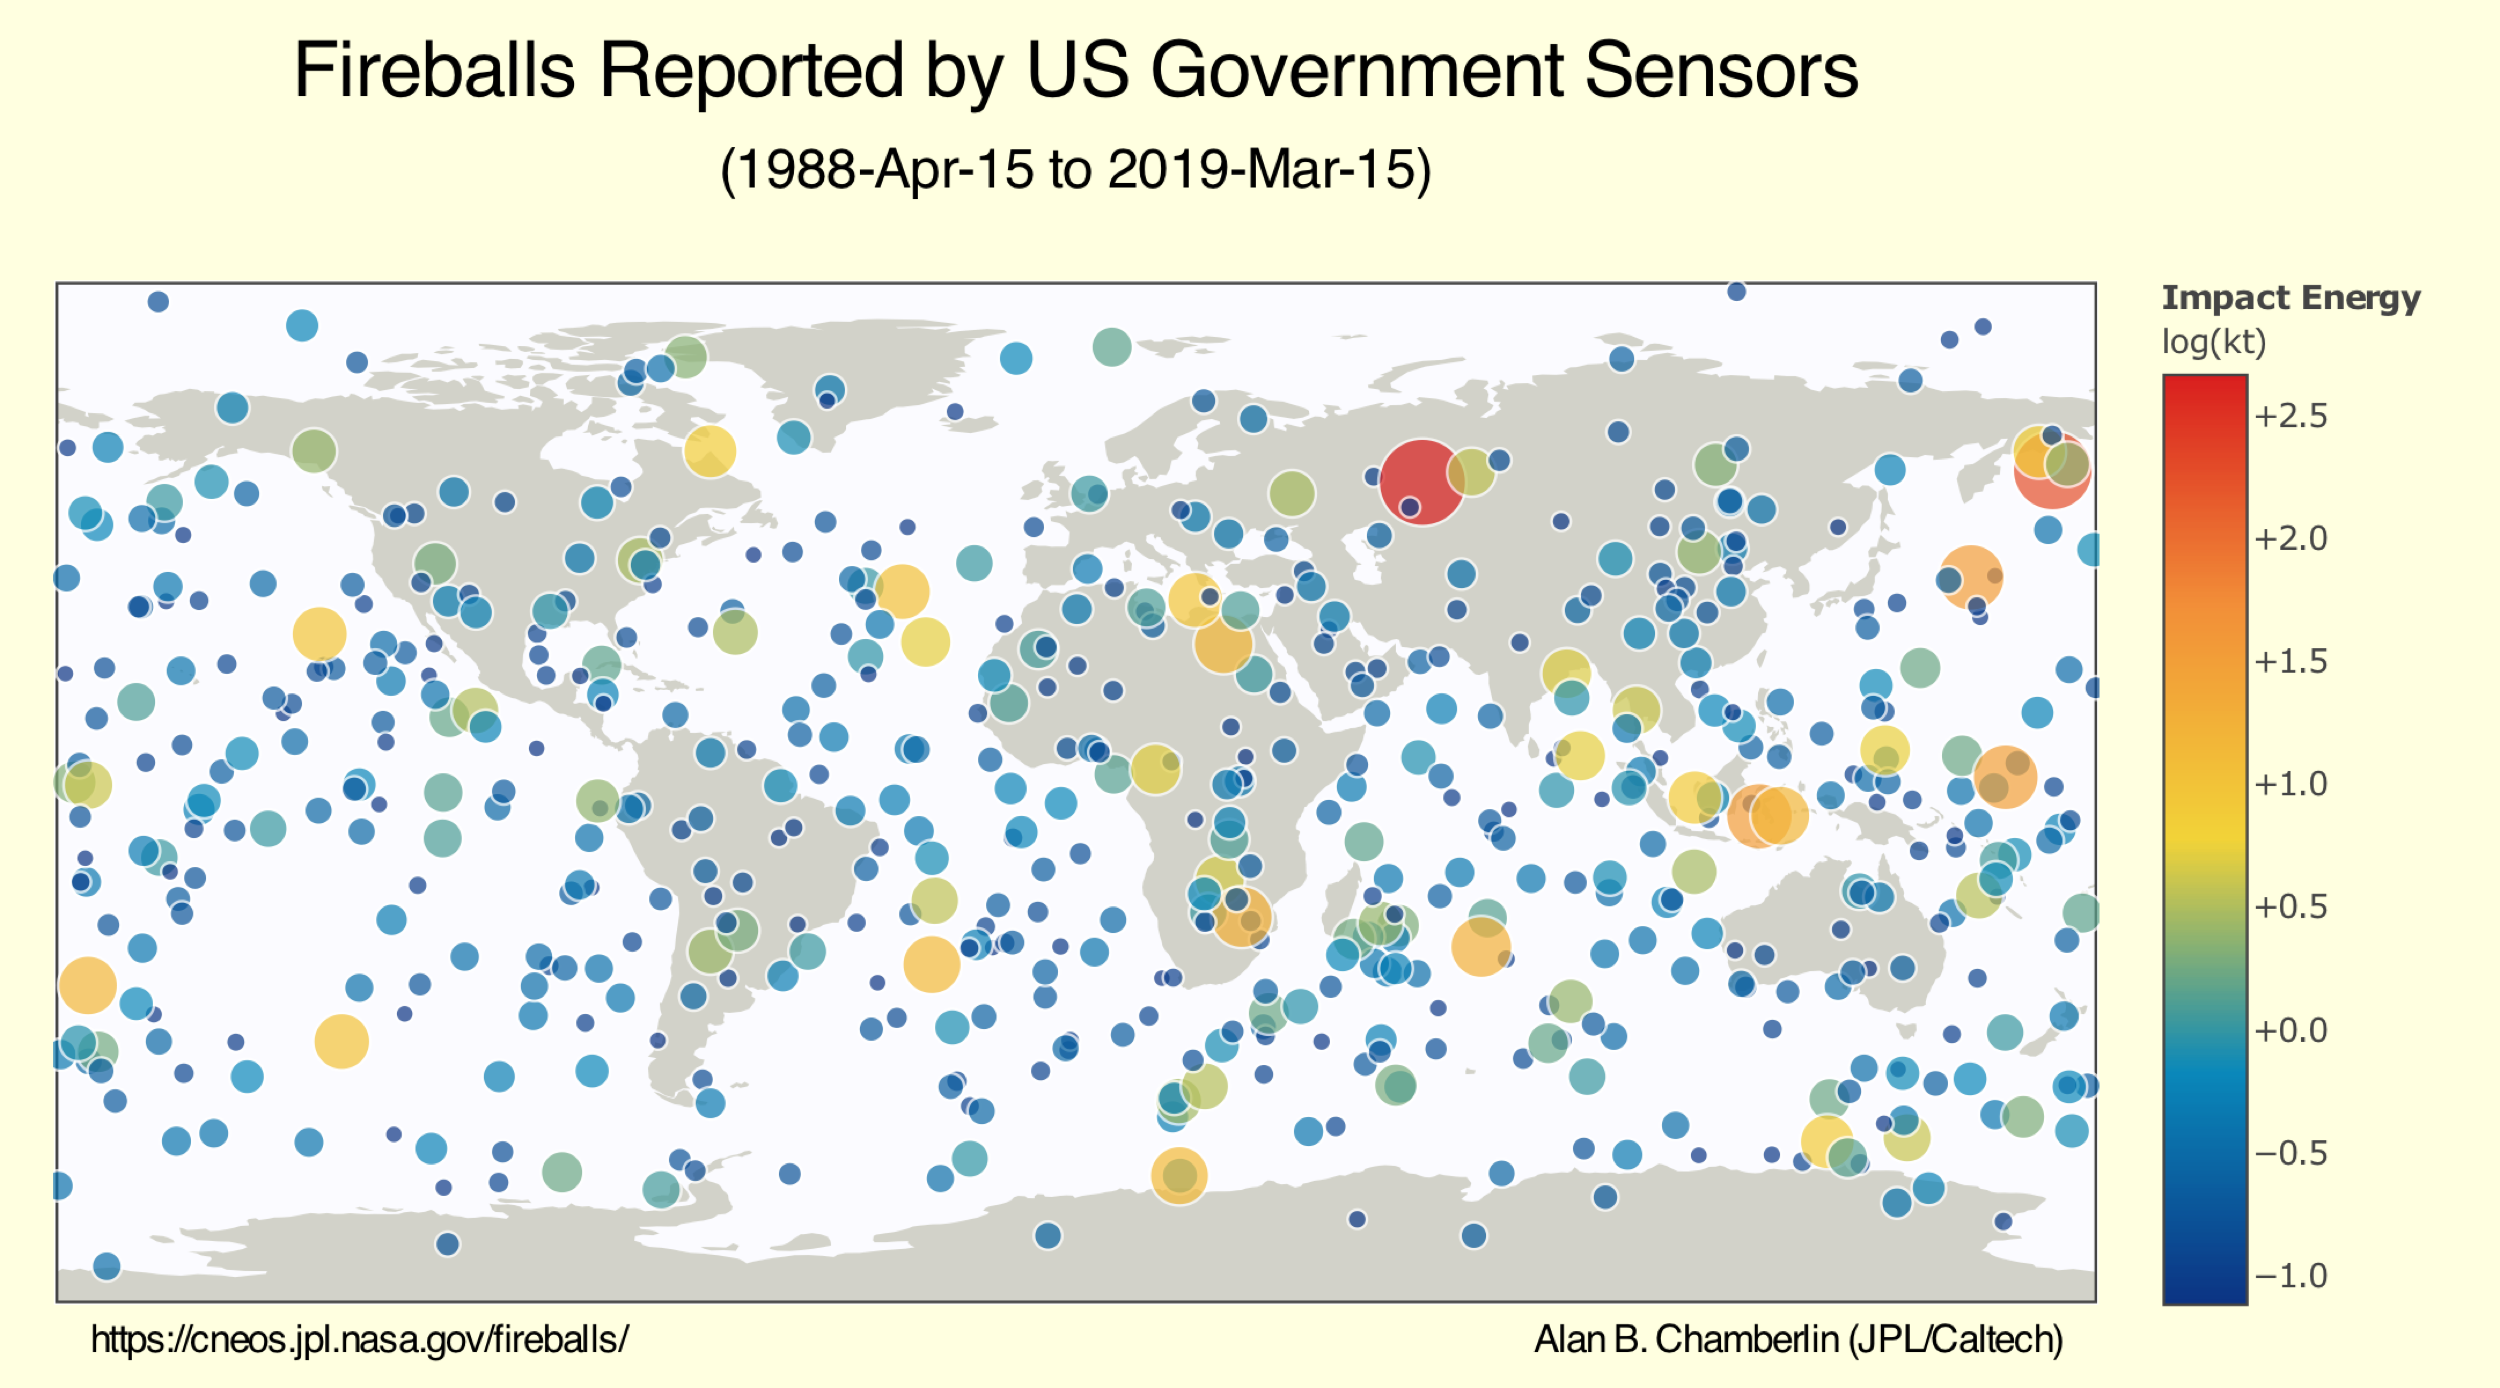 Fireballs Reported by US Government Sensors
(1988-Apr-15 to 2019-Mar-15)
Impact Energy
log(kt)
+2.5
+2.0
+1.5
+1.0
+0.5
+0.0
−0.5
−1.0
https://cneos.jpl.nasa.gov/fireballs/
Alan B. Chamberlin (JPL/Caltech)